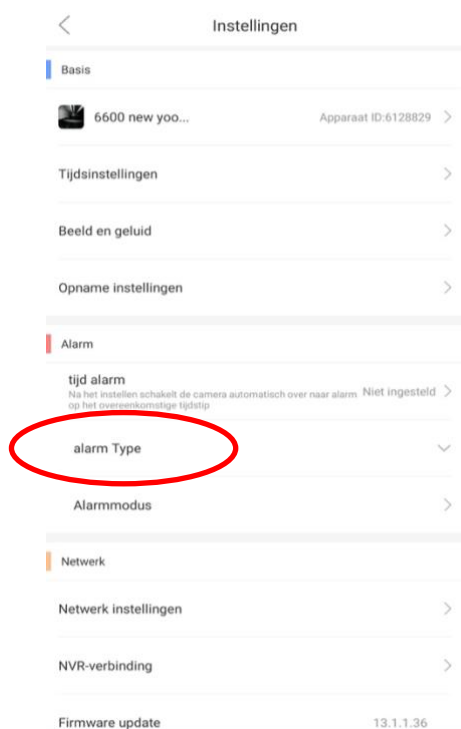 Instellingen
Basis
6600 new yoo...
Apparaat ID:6128829
Tijdsinstellingen
Beeld en geluid
Opname instellingen
Alarm
tijd alarm
Na het instellen schakelt de camera automatisch over naar alarm
op het overeenkomstige tijdstip
Niet ingesteld
alarm Type
Alarmmodus
Netwerk
Netwerk instellingen
NVR-verbinding
Firmware update
13.1.1.36